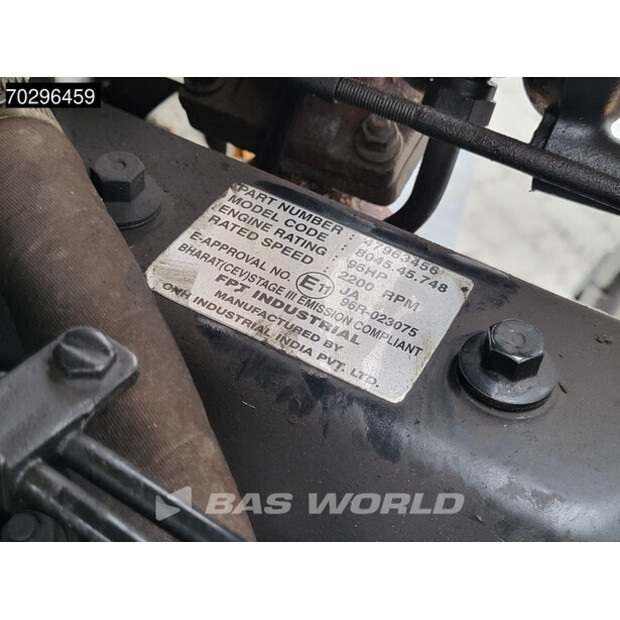 70296459
PART NUMBER : 47963456
MODEL CODE : 8045.45.748
ENGINE RATING : 96HP
RATED SPEED : 2200 RPM
E-APPROVAL NO. E11 JA 96R-023075
BHARAT(CEV)STAGE III EMISSION COMPLIANT
FPT INDUSTRIAL
MANUFACTURED BY
CNH INDUSTRIAL INDIA PVT. LTD.
BAS WORLD